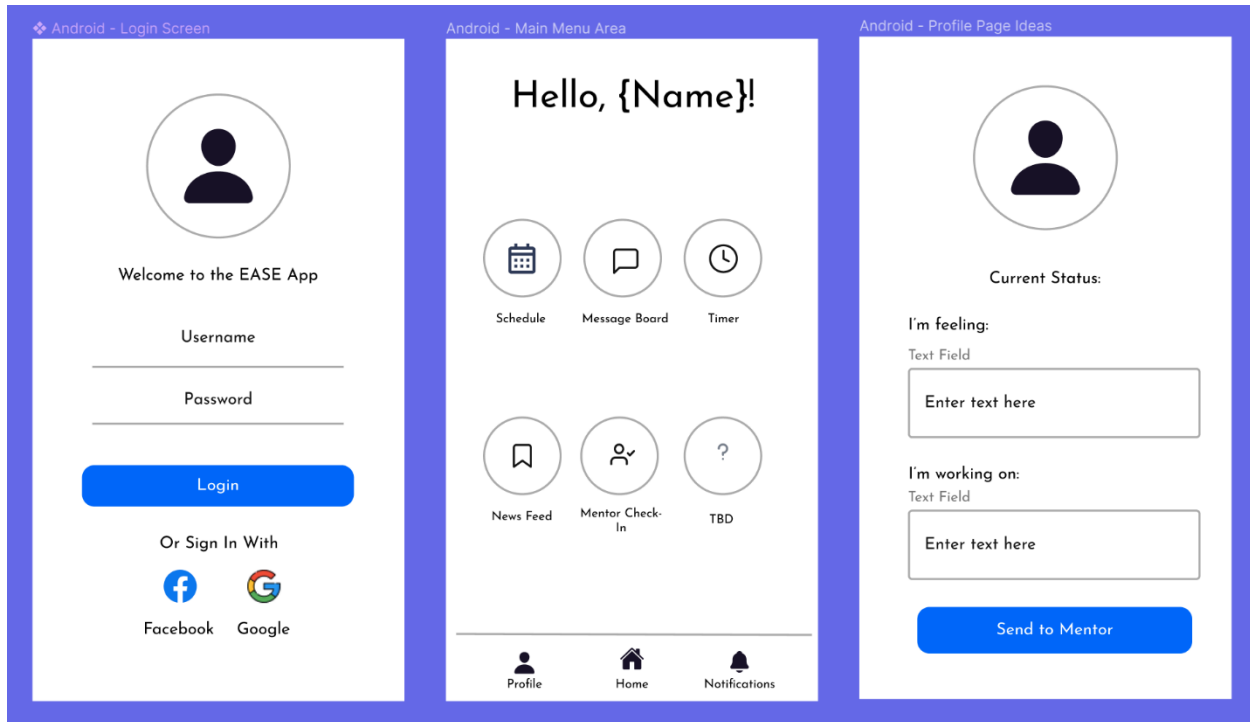 Android - Login Screen
Welcome to the EASE App
Username
Password
Login
Or Sign In With
Facebook
Google
Android - Main Menu Area
Hello, {Name}!
Schedule
Message Board
Timer
News Feed
Mentor Check-
In
?
TBD
Profile
Home
Notifications
Android - Profile Page Ideas
Current Status:
I'm feeling:
Text Field
Enter text here
I'm working on:
Text Field
Enter text here
Send to Mentor